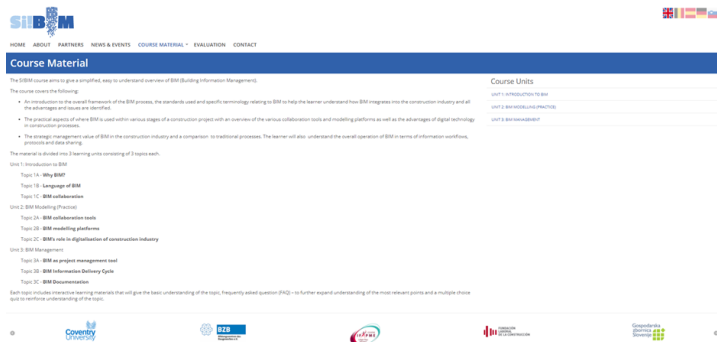 Si!BIM
HOME ABOUT PARTNERS NEWS & EVENTS COURSE MATERIAL EVALUATION CONTACT
Course Material
The SI!BIM course aims to give a simplified, easy to understand overview of BIM (Building Information Management).
The course covers the following:
An introduction to the overall framework of the BIM process, the standards used and specific terminology relating to BIM to help the learner understand how BIM integrates into the construction industry and all
the advantages and issues are identified.
The practical aspects of where BIM is used within various stages of a construction project with an overview of the various collaboration tools and modelling platforms as well as the advantages of digital technology
in construction processes.
The strategic management value of BIM in the construction industry and a comparison to traditional processes. The learner will also understand the overall operation of BIM in terms of information workflows,
protocols and data sharing.
The material is divided into 3 learning units consisting of 3 topics each.
Unit 1: Introduction to BIM
Topic 1A - Why BIM?
Topic 1B - Language of BIM
Topic 1C - BIM collaboration
Unit 2: BIM Modelling (Practice)
Topic 2A - BIM collaboration tools
Topic 2B - BIM modelling platforms
Topic 2C - BIM's role in digitalisation of construction industry
Unit 3: BIM Management
Topic 3A - BIM as project management tool
Topic 3B - BIM Information Delivery Cycle
Topic 3C - BIM Documentation
Each topic includes interactive learning materials that will give the basic understanding of the topic, frequently asked question (FAQ) – to further expand understanding of the most relevant points and a multiple choice
quiz to reinforce understanding of the topic.
Course Units
UNIT 1: INTRODUCTION TO BIM
UNIT 2: BIM MODELLING (PRACTICE)
UNIT 3: BIM MANAGEMENT
Coventry
University
BZB
FUNDACIÓN
LABORAL
DE LA CONSTRUCCIÓN
Gospodarska
zbornica
Slovenije